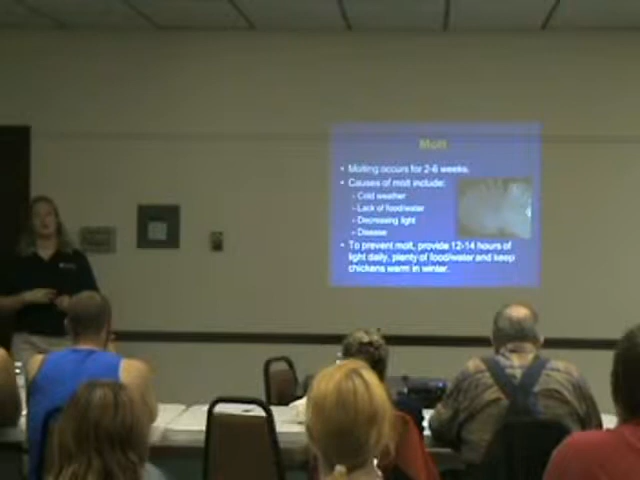 Molt
• Molting occurs for 2-6 weeks.
• Causes of molt include:
- Cold weather
- Lack of food/water
- Decreasing light
- Disease
• To prevent molt, provide 12-14 hours of
light daily, plenty of food/water and keep
chickens warm in winter.